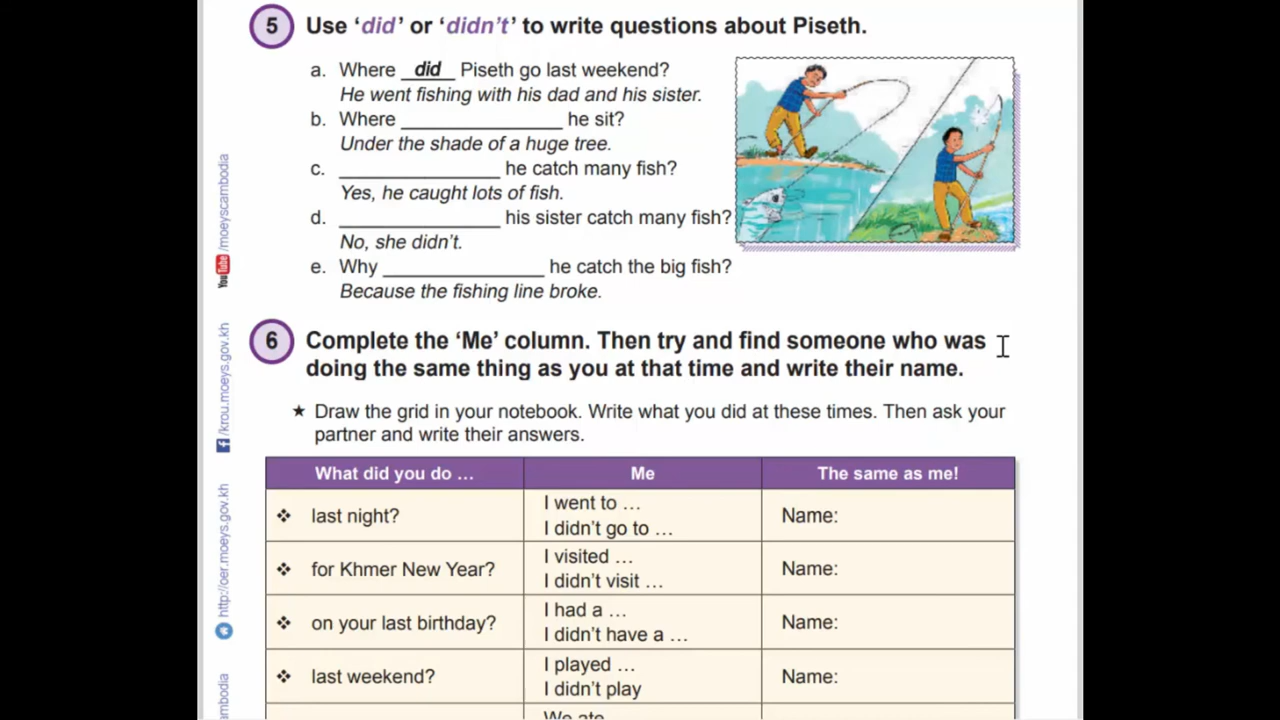 5 Use ‘did’ or ‘didn’t’ to write questions about Piseth.
a. Where did Piseth go last weekend?
He went fishing with his dad and his sister.
b. Where ______________ he sit?
Under the shade of a huge tree.
c. ______________ he catch many fish?
Yes, he caught lots of fish.
d. ______________ his sister catch many fish?
No, she didn’t.
e. Why ______________ he catch the big fish?
Because the fishing line broke.
6 Complete the ‘Me’ column. Then try and find someone who was
doing the same thing as you at that time and write their name.
★ Draw the grid in your notebook. Write what you did at these times. Then ask your
partner and write their answers.
What did you do … Me The same as me!
last night? I went to … Name:
I didn’t go to …
for Khmer New Year? I visited … Name:
I didn’t visit …
on your last birthday? I had a … Name:
I didn’t have a …
last weekend? I played … Name:
I didn’t play
We ate
YouTube /moeyscambodia
f /krou.moeys.gov.kh
http://oer.moeys.gov.kh
mbodia